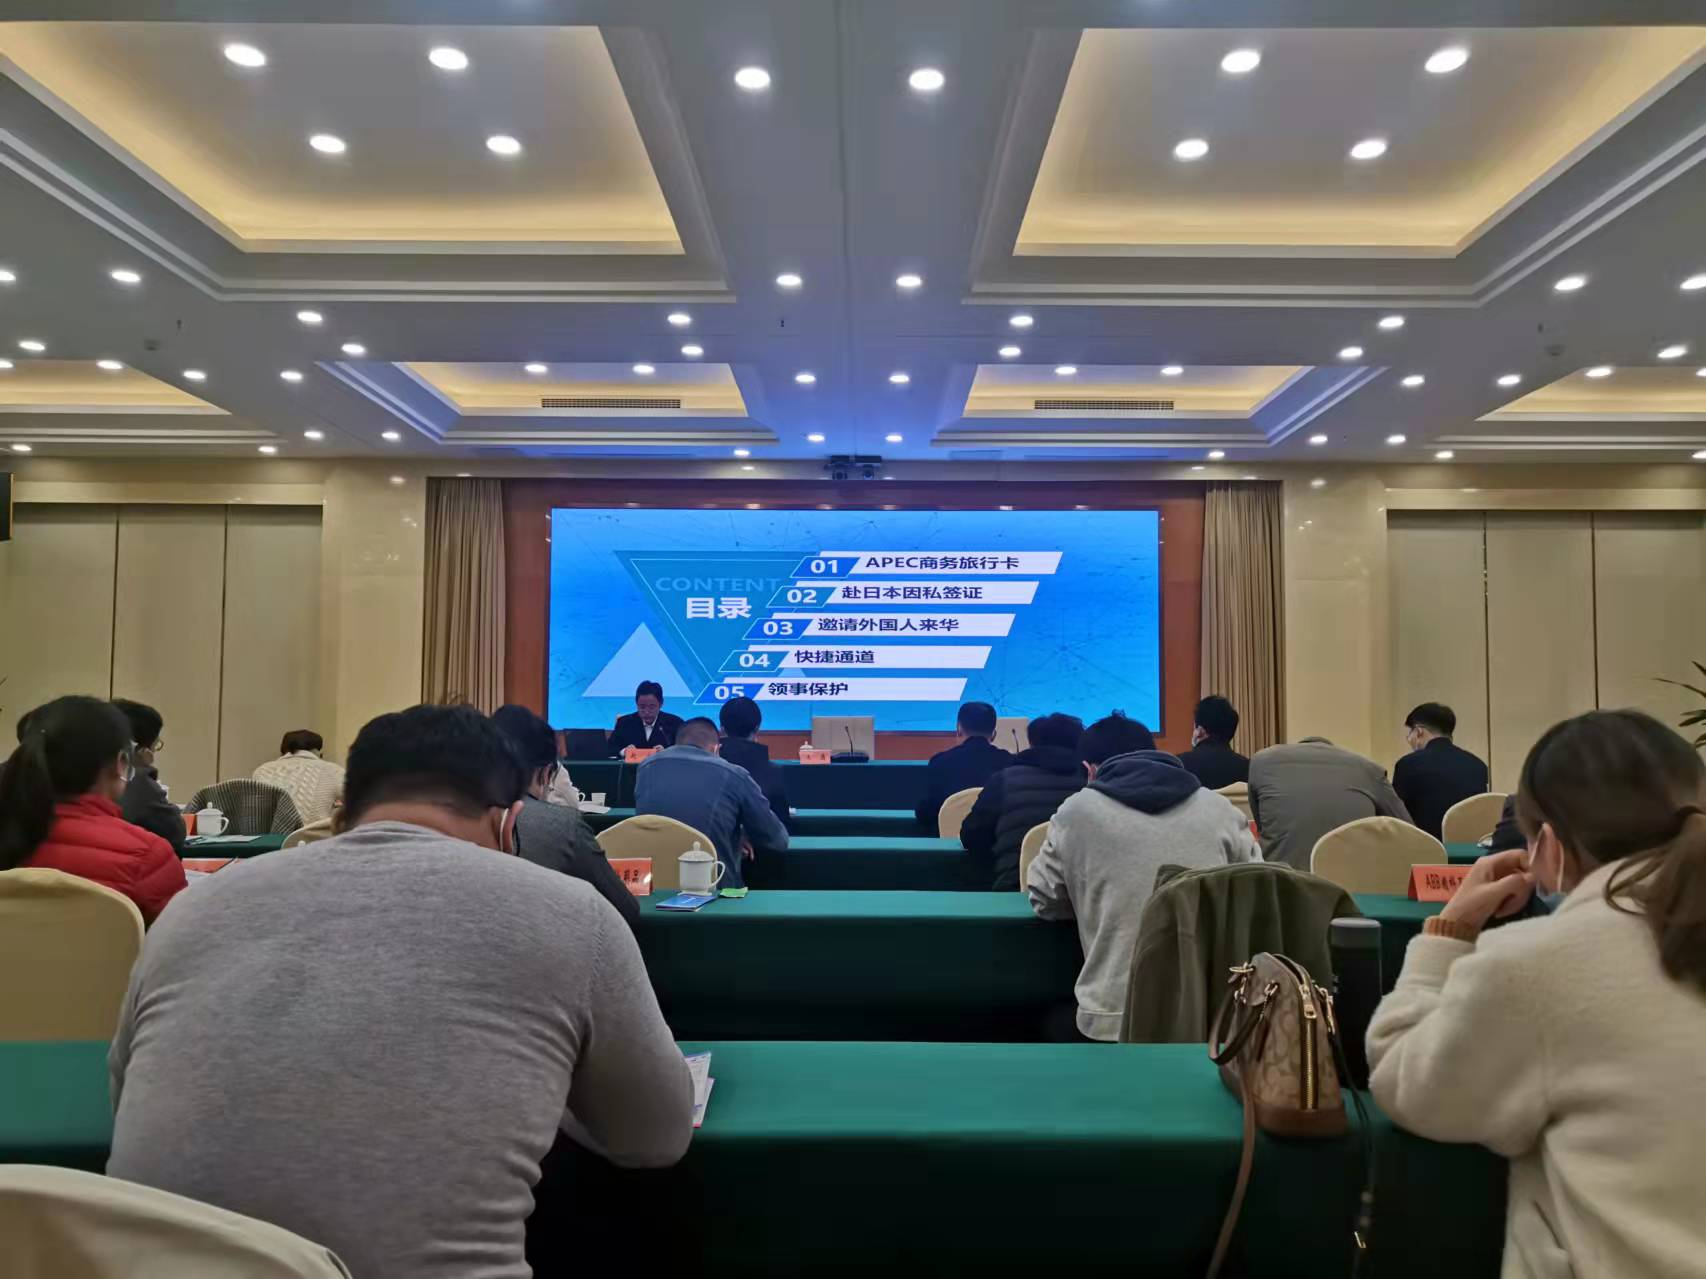 CONTENT
目录
01 APEC商务旅行卡
02 赴日本因私签证
03 邀请外国人来华
04 快捷通道
05 领事保护
ABB